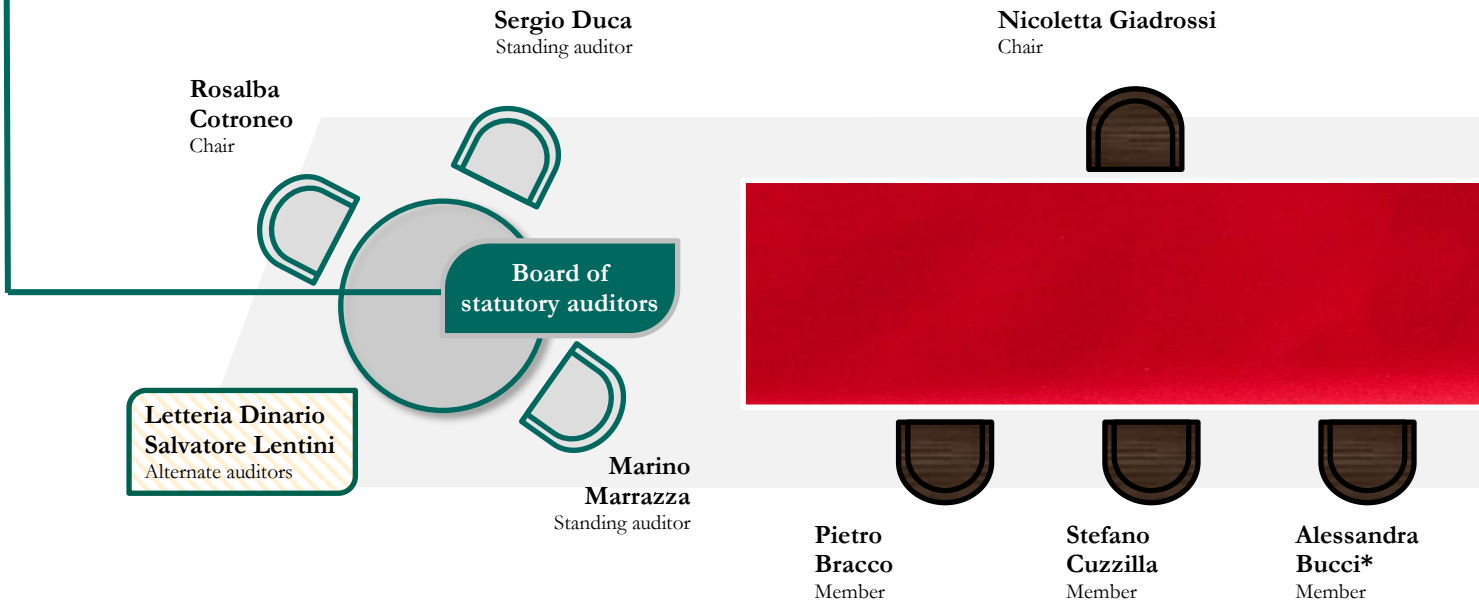 Sergio Duca
Standing auditor
Nicoletta Giadrossi
Chair
Rosalba
Cotroneo
Chair
Board of
statutory auditors
Letteria Dinario
Salvatore Lentini
Alternate auditors
Marino
Marrazza
Standing auditor
Pietro
Bracco
Member
Stefano
Cuzzilla
Member
Alessandra
Bucci*
Member